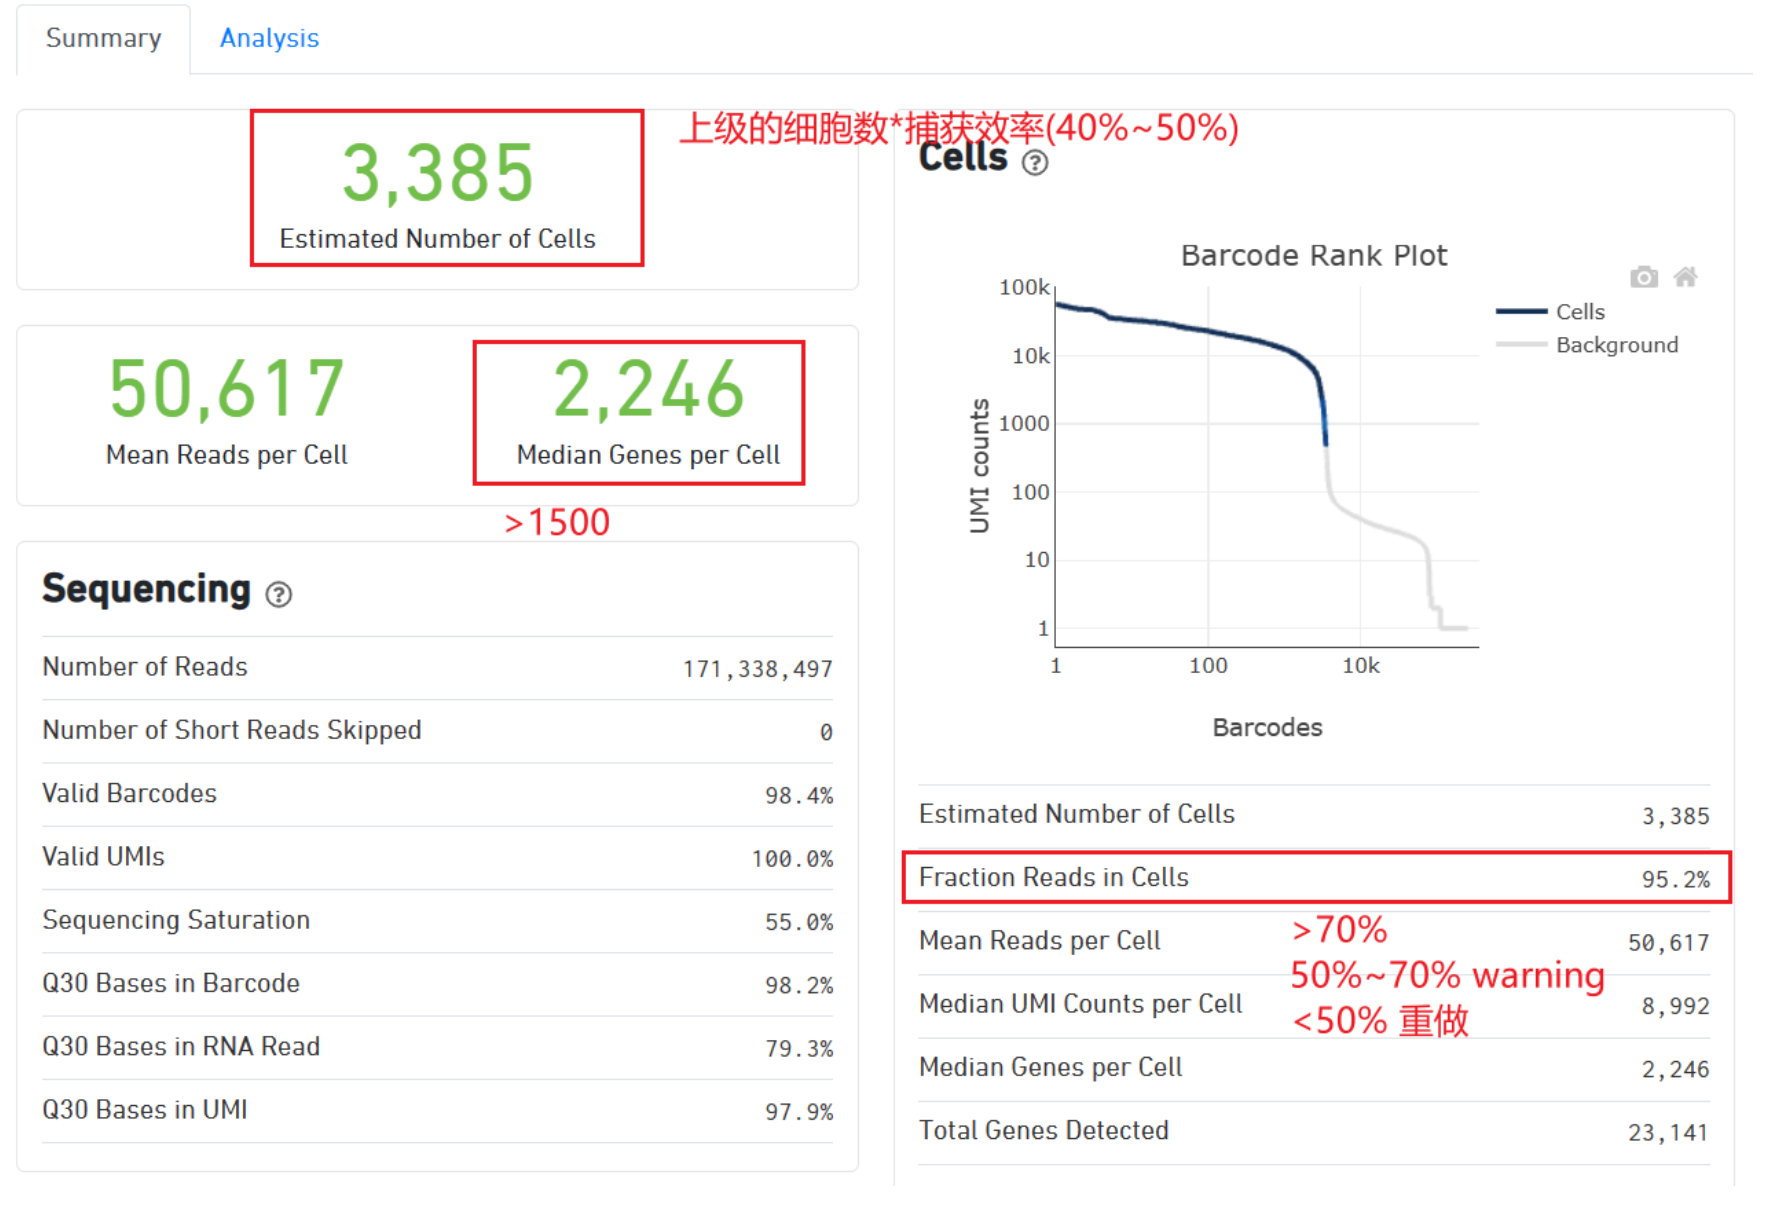 Summary
Analysis
3,385
Estimated Number of Cells
上级的细胞数*捕获效率(40%~50%)
50,617
Mean Reads per Cell
2,246
Median Genes per Cell
>1500
Sequencing ?
Number of Reads 171,338,497
Number of Short Reads Skipped 0
Valid Barcodes 98.4%
Valid UMIs 100.0%
Sequencing Saturation 55.0%
Q30 Bases in Barcode 98.2%
Q30 Bases in RNA Read 79.3%
Q30 Bases in UMI 97.9%
Cells ?
Barcode Rank Plot
Cells
Background
UMI counts
100k
10k
1000
100
10
1
1 100 10k
Barcodes
Estimated Number of Cells 3,385
Fraction Reads in Cells 95.2%
>70%
Mean Reads per Cell 50,617
50%~70% warning
Median UMI Counts per Cell 8,992
<50% 重做
Median Genes per Cell 2,246
Total Genes Detected 23,141